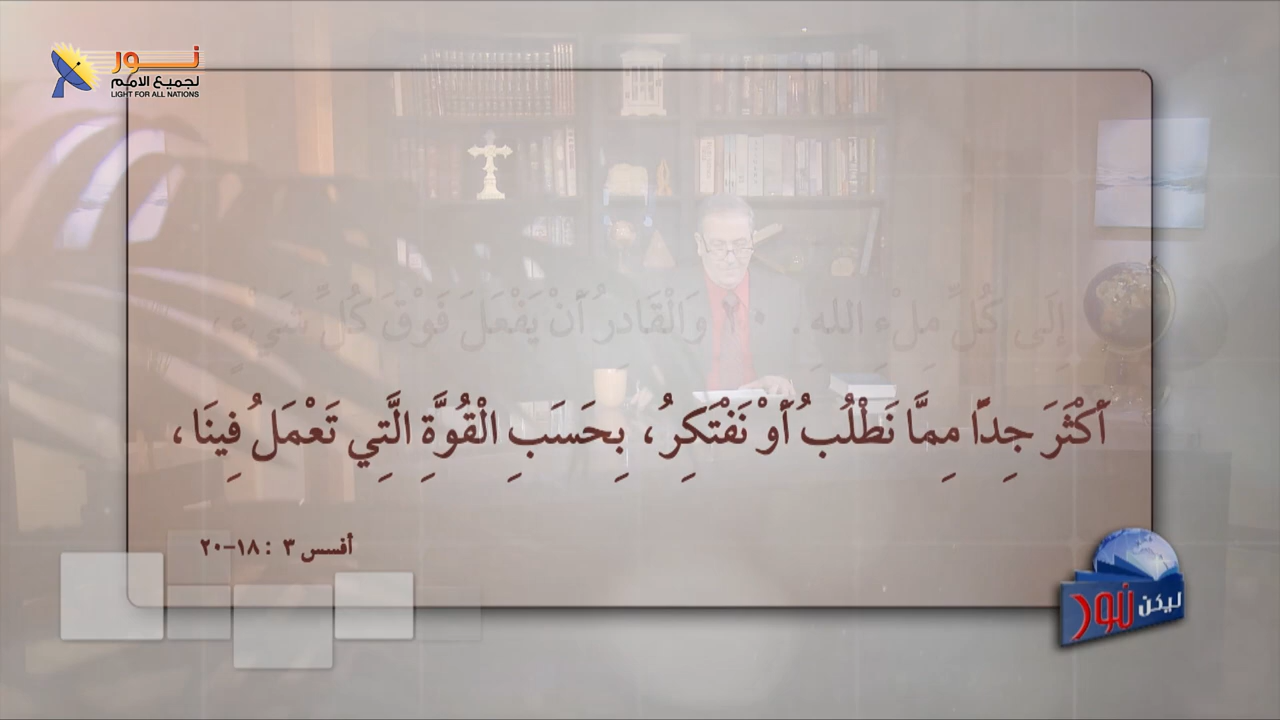 نور
لجميع الامم
LIGHT FOR ALL NATIONS
إِلَى كُلِّ مِلْءِ اللهِ. ٢٠ وَالْقَادِرُ أَنْ يَفْعَلَ فَوْقَ كُلِّ شَيْءٍ،
أَكْثَرَ جِدًّا مِمَّا نَطْلُبُ أَوْ نَفْتَكِرُ، بِحَسَبِ الْقُوَّةِ الَّتِي تَعْمَلُ فِينَا،
أفسس ٣ : ١٨-٢٠
ليكن نور